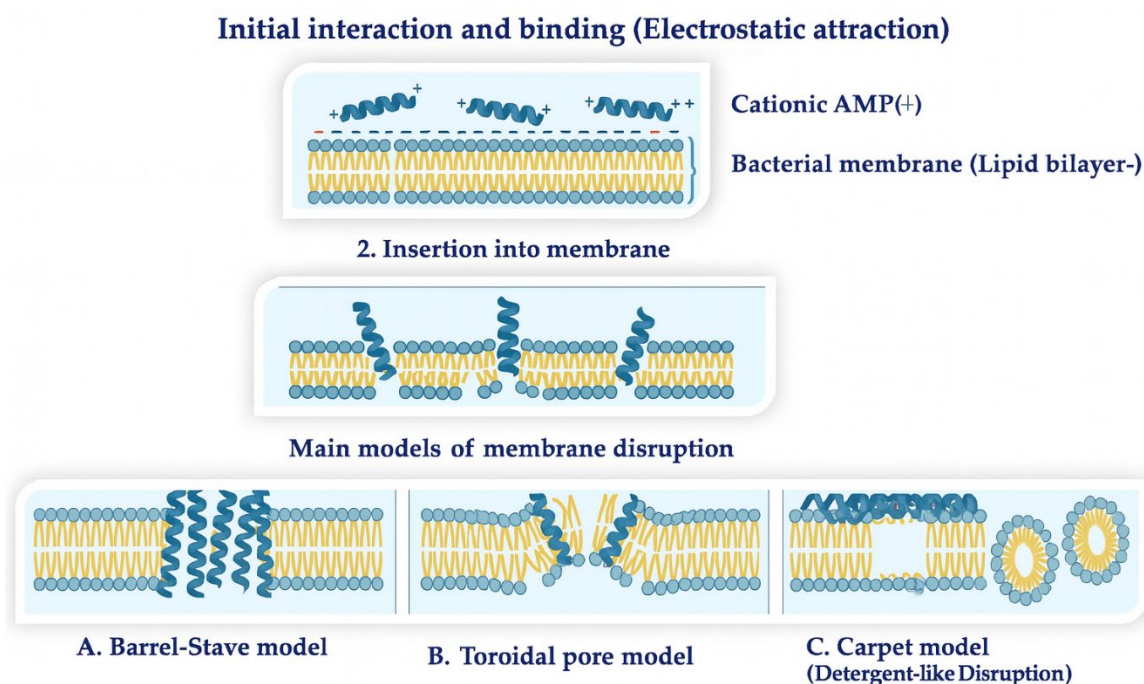 Initial interaction and binding (Electrostatic attraction)
+ + + + + ++
Cationic AMP(+)
Bacterial membrane (Lipid bilayer-)
2. Insertion into membrane
Main models of membrane disruption
A. Barrel-Stave model
B. Toroidal pore model
C. Carpet model
(Detergent-like Disruption)